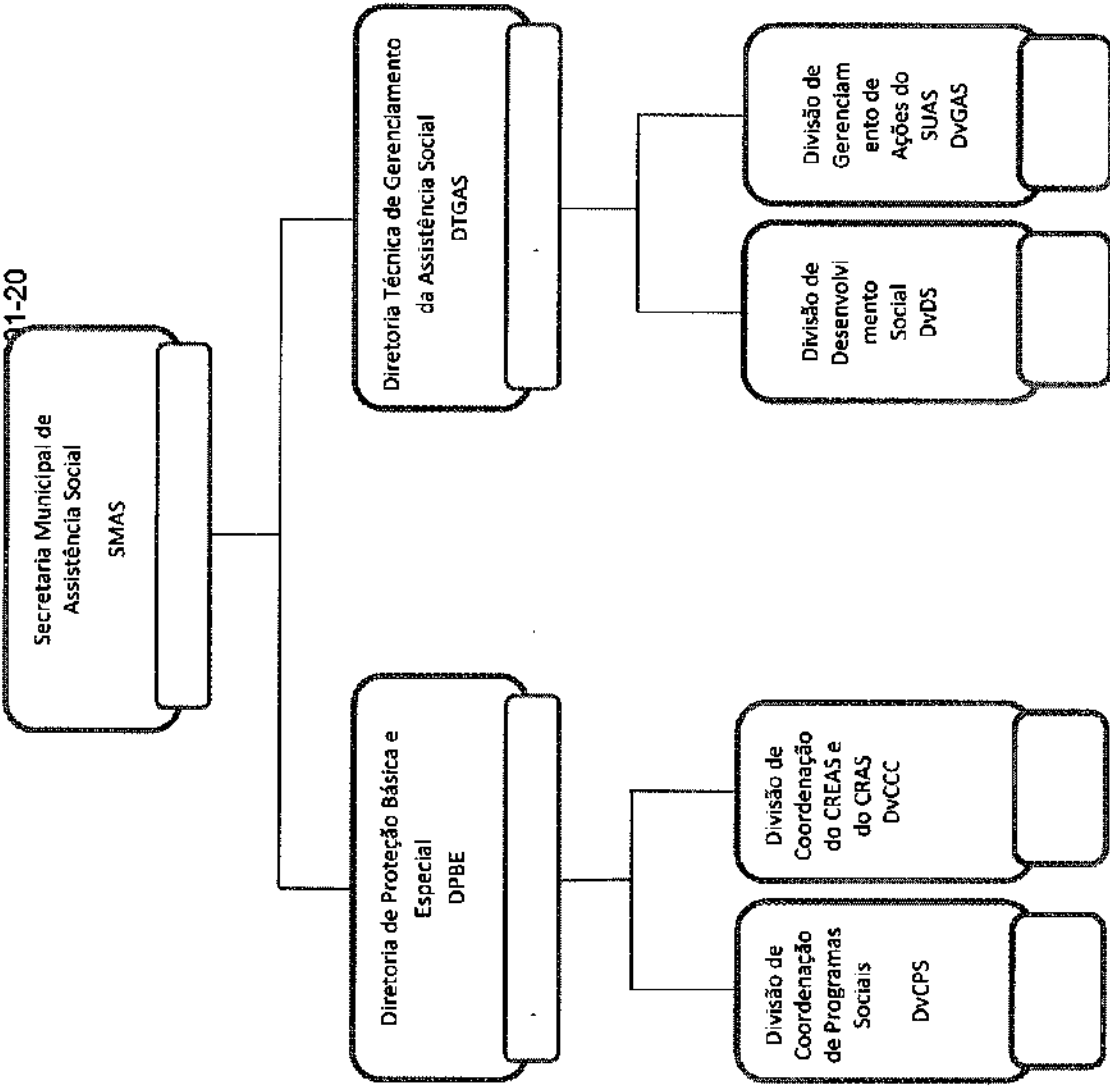 01-20
Secretaria Municipal de
Assistência Social
SMAS
Diretoria de Proteção Básica e
Especial
DPBE
Diretoria Técnica de Gerenciamento
da Assistência Social
DTGAS
Divisão de
Coordenação
de Programas
Sociais
DvCPS
Divisão de
Coordenação
do CREAS e
do CRAS
DvCCC
Divisão de
Desenvolvi
mento
Social
DvDS
Divisão de
Gerenciam
ento de
Ações do
SUAS
DvGAS